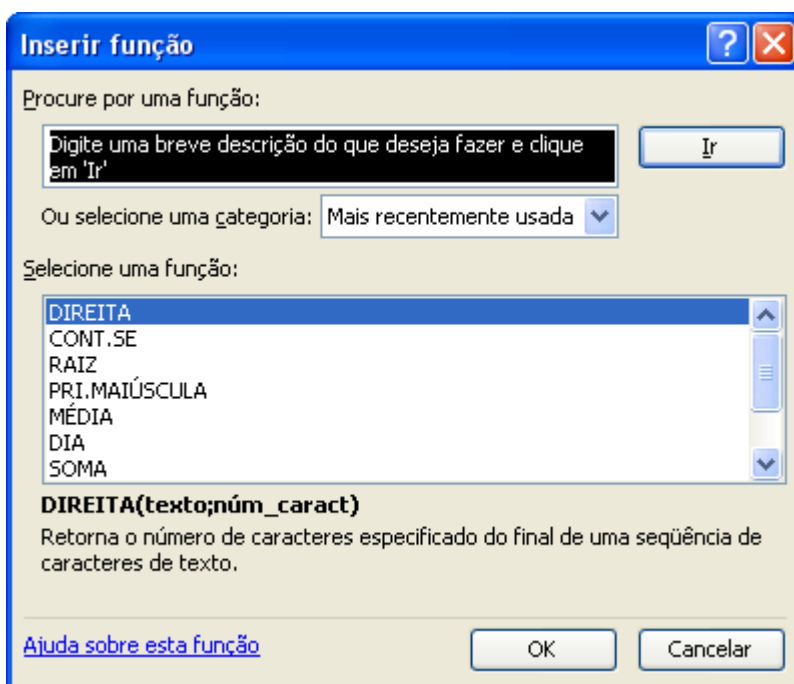 Inserir função
Procure por uma função:
Digite uma breve descrição do que deseja fazer e clique
em 'Ir'
Ir
Ou selecione uma categoria: Mais recentemente usada
Selecione uma função:
DIREITA
CONT.SE
RAIZ
PRI.MAIÚSCULA
MÉDIA
DIA
SOMA
DIREITA(texto;núm_caract)
Retorna o número de caracteres especificado do final de uma seqüência de
caracteres de texto.
Ajuda sobre esta função OK Cancelar